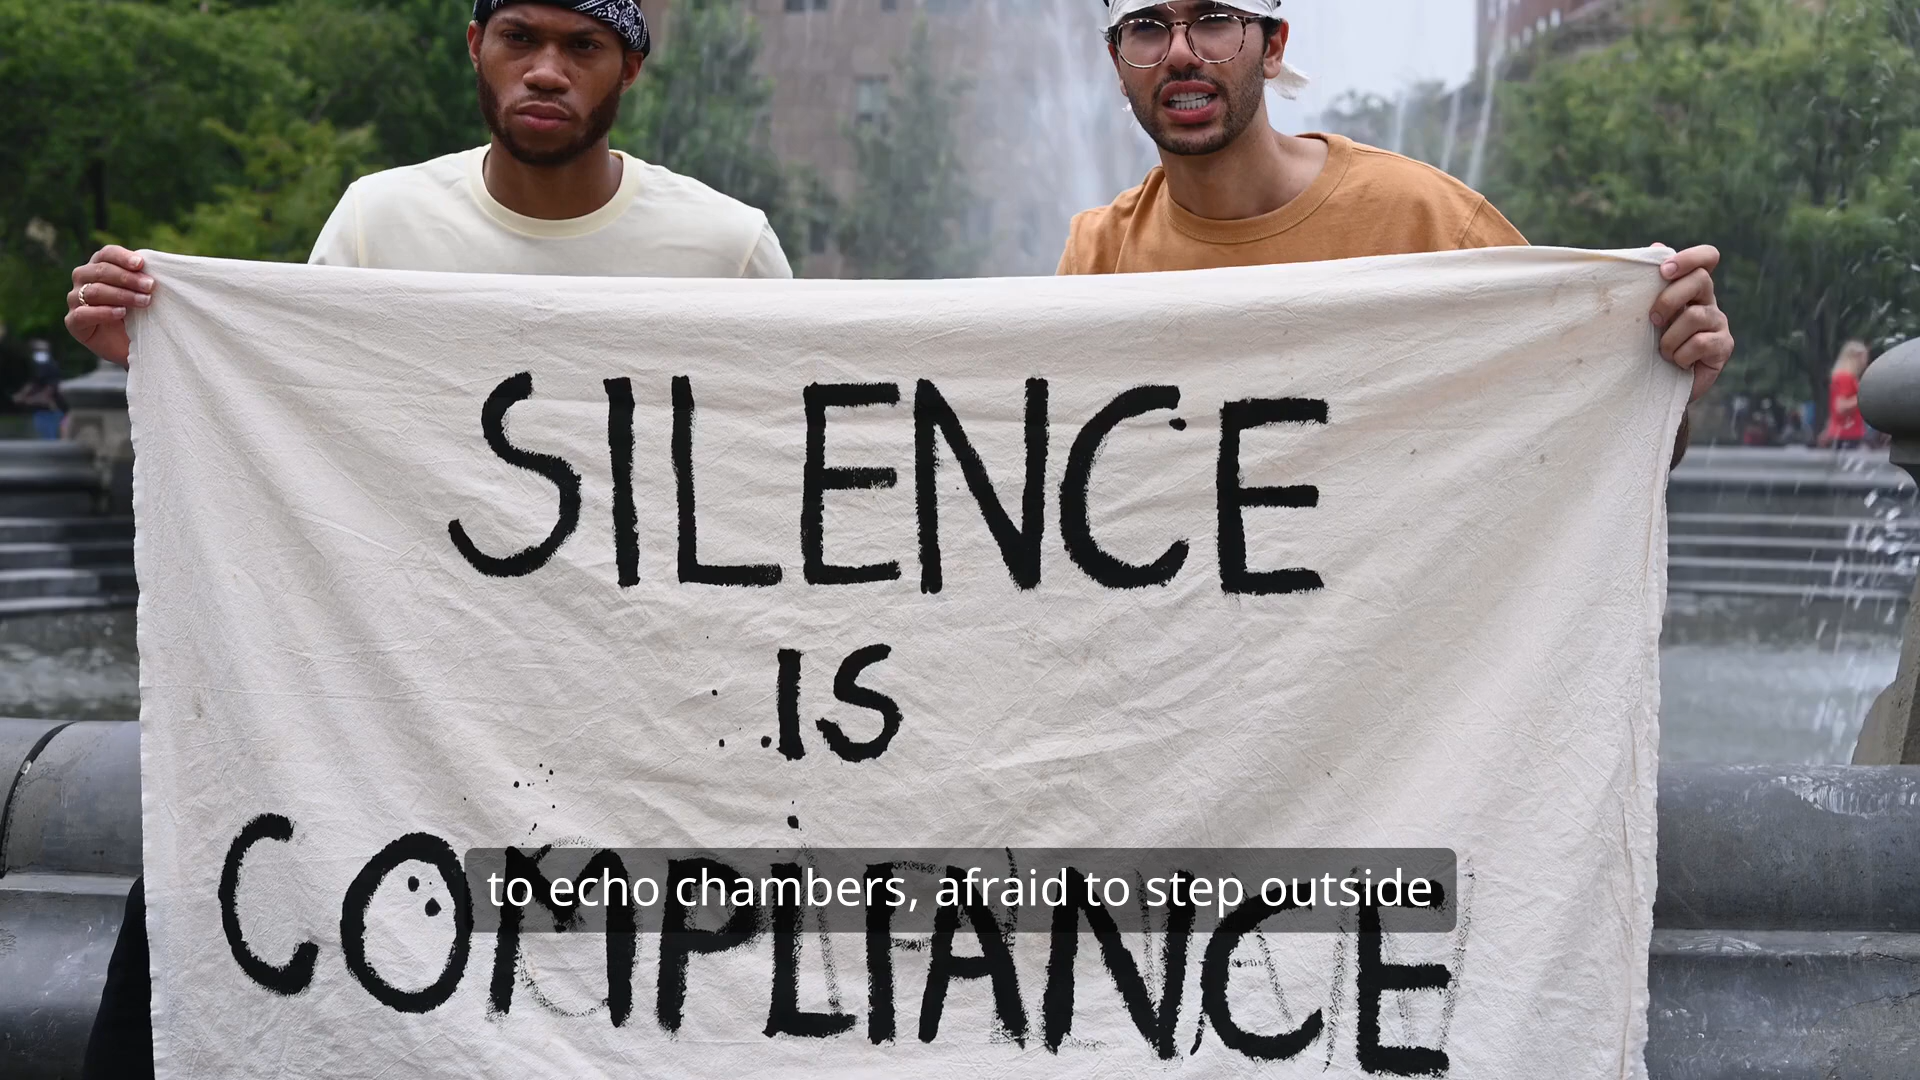 SILENCE
IS
COMPLIANCE
to echo chambers, afraid to step outside